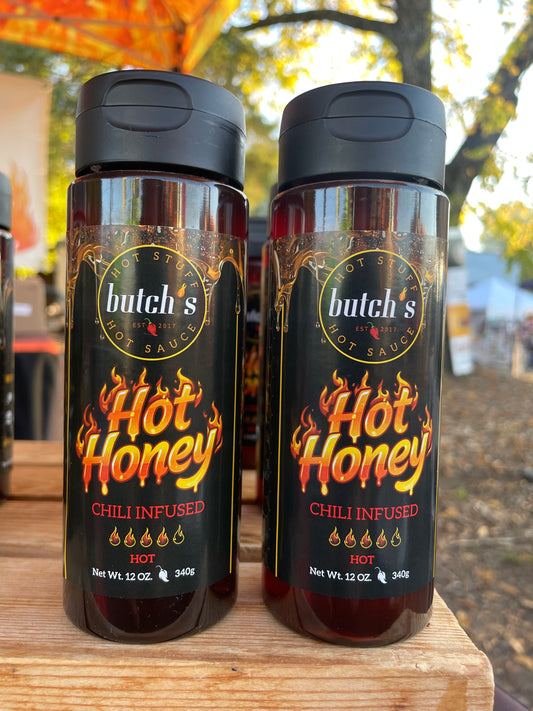 HOT STUFF
butch's
EST 2017
HOT SAUCE
Hot
Honey
CHILI INFUSED
HOT
Net Wt. 12 OZ. 340g
HOT STUFF
butch's
EST 2017
HOT SAUCE
Hot
Honey
CHILI INFUSED
HOT
Net Wt. 12 OZ. 340g